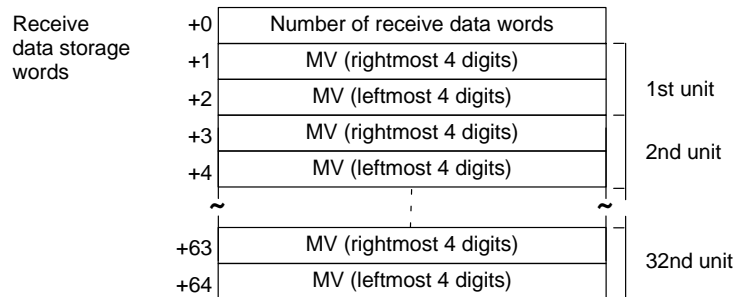 Receive
data storage
words
+0 Number of receive data words
+1 MV (rightmost 4 digits)
+2 MV (leftmost 4 digits)
1st unit
+3 MV (rightmost 4 digits)
+4 MV (leftmost 4 digits)
2nd unit
+63 MV (rightmost 4 digits)
+64 MV (leftmost 4 digits)
32nd unit